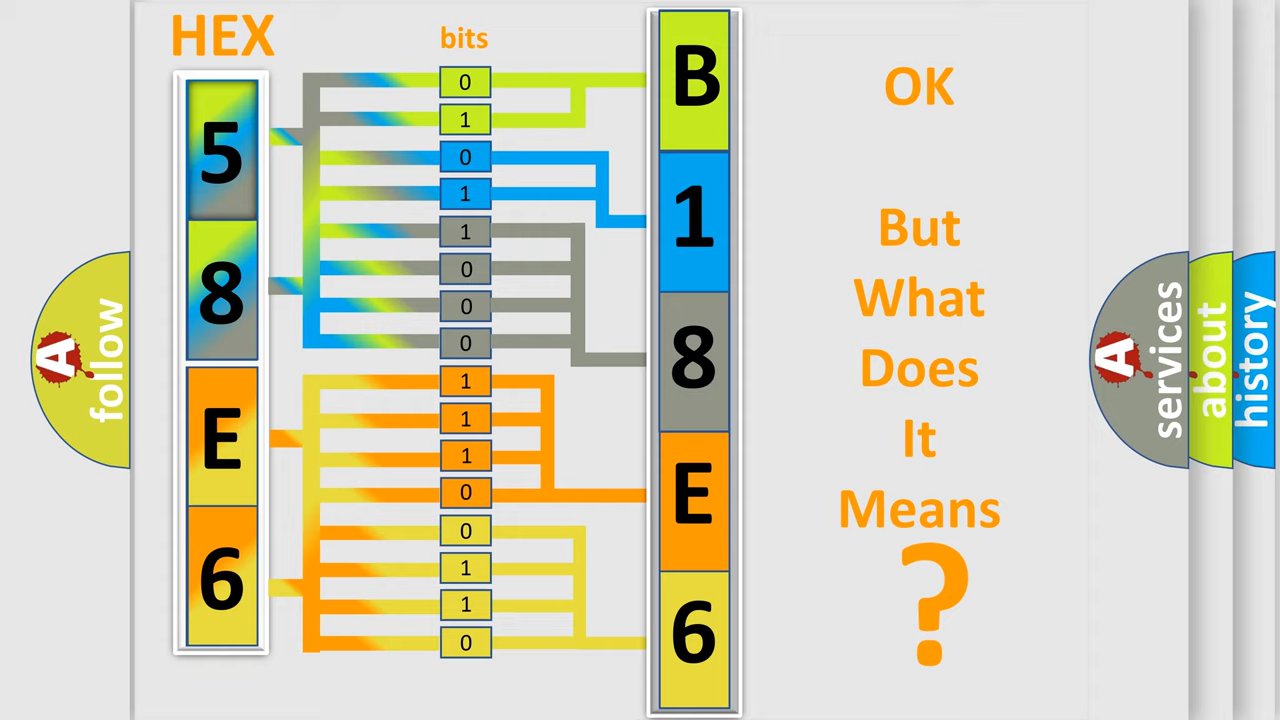 HEX
bits
5
8
E
6
0
1
0
1
1
0
0
0
1
1
1
0
0
1
1
0
B
1
8
E
6
OK
But
What
Does
It
Means
?
A
follow
A
services
about
history